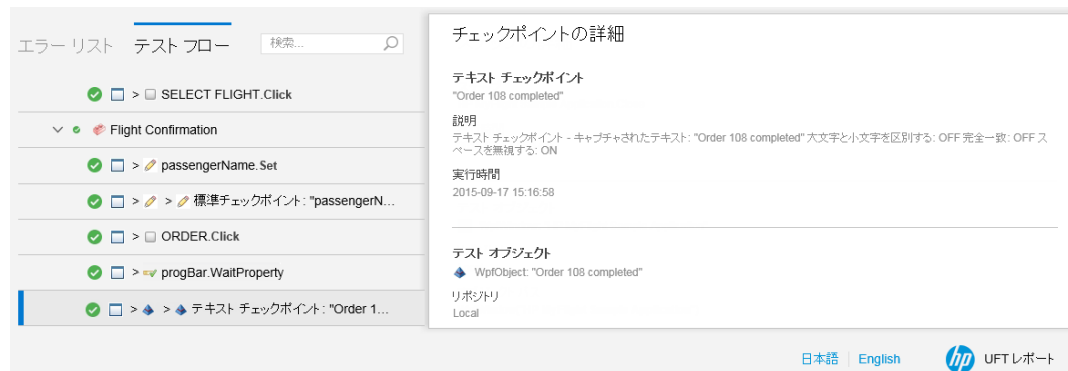 エラー リスト テスト フロー 検索...
SELECT FLIGHT.Click
Flight Confirmation
> passengerName.Set
> > 標準チェックポイント: "passengerN...
> ORDER.Click
> progBar.WaitProperty
> > テキスト チェックポイント: "Order 1...
チェックポイントの詳細
テキスト チェックポイント
"Order 108 completed"
説明
テキスト チェックポイント - キャプチャされたテキスト: "Order 108 completed" 大文字と小文字を区別する: OFF 完全一致: OFF ス
ペースを無視する: ON
実行時間
2015-09-17 15:16:58
テスト オブジェクト
WpfObject: "Order 108 completed"
リポジトリ
Local
日本語 English hp UFT レポート